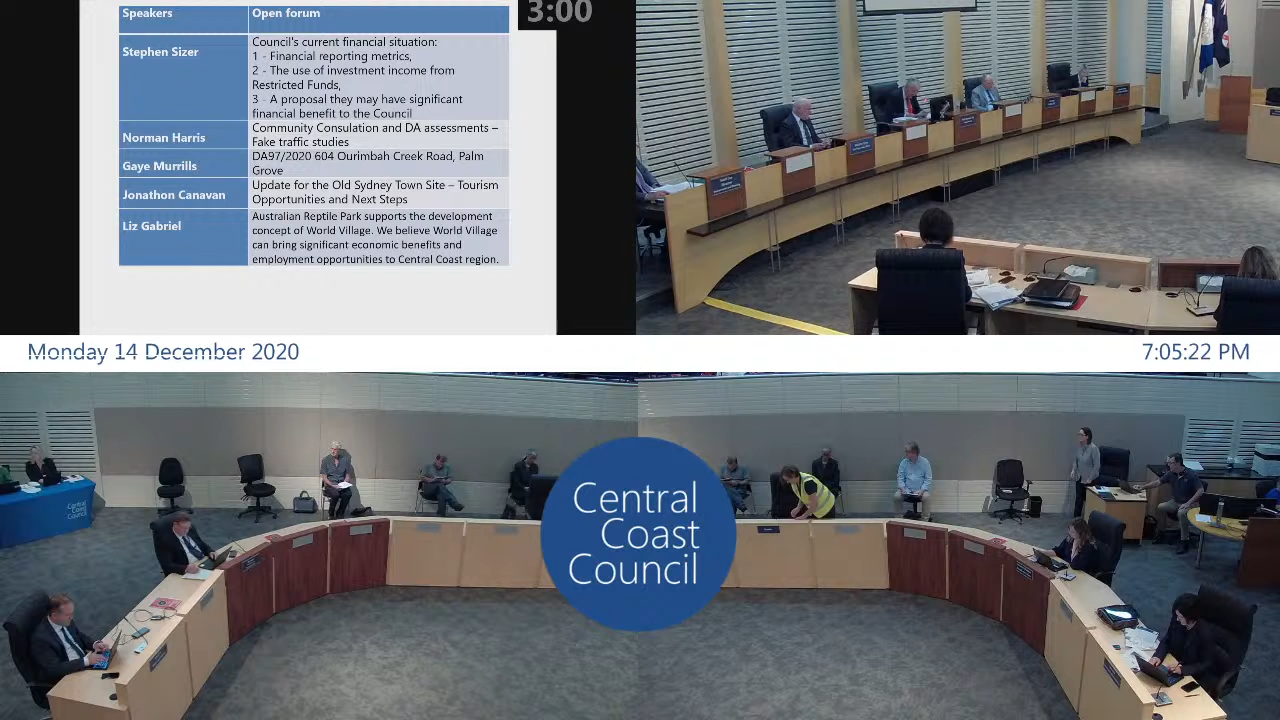 3:00
Speakers
Open forum
Stephen Sizer
Council's current financial situation:
1 - Financial reporting metrics,
2 - The use of investment income from
Restricted Funds,
3 - A proposal they may have significant
financial benefit to the Council
Norman Harris
Community Consulation and DA assessments –
Fake traffic studies
Gaye Murrills
DA97/2020 604 Ourimbah Creek Road, Palm
Grove
Jonathon Canavan
Update for the Old Sydney Town Site – Tourism
Opportunities and Next Steps
Liz Gabriel
Australian Reptile Park supports the development
concept of World Village. We believe World Village
can bring significant economic benefits and
employment opportunities to Central Coast region.
Monday 14 December 2020
7:05:22 PM
Central
Coast
Council
Central
Coast
Council